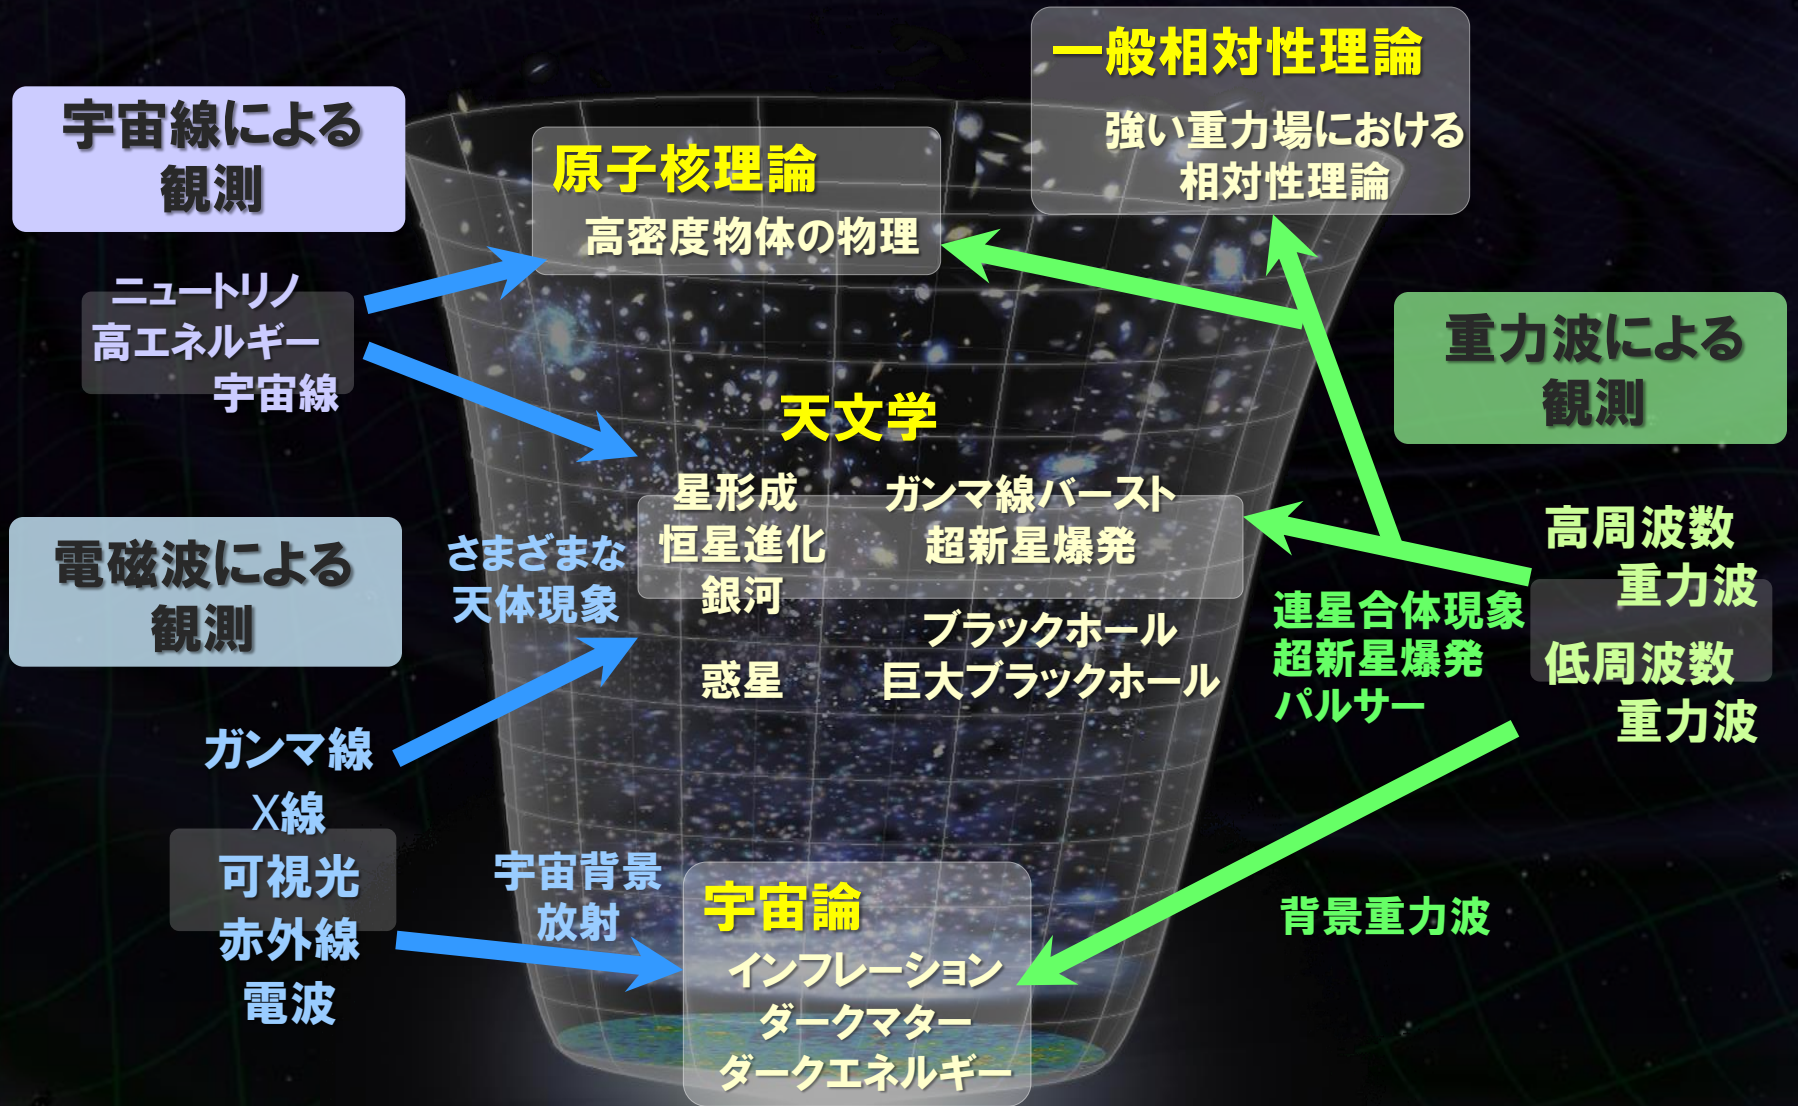 一般相対性理論
強い重力場における
相対性理論
宇宙線による
観測
原子核理論
高密度物体の物理
ニュートリノ
高エネルギー
宇宙線
重力波による
観測
天文学
星形成
恒星進化
銀河
惑星
ガンマ線バースト
超新星爆発
ブラックホール
巨大ブラックホール
電磁波による
観測
さまざまな
天体現象
高周波数
重力波
低周波数
重力波
連星合体現象
超新星爆発
パルサー
ガンマ線
X線
可視光
赤外線
電波
宇宙背景
放射
宇宙論
インフレーション
ダークマター
ダークエネルギー
背景重力波